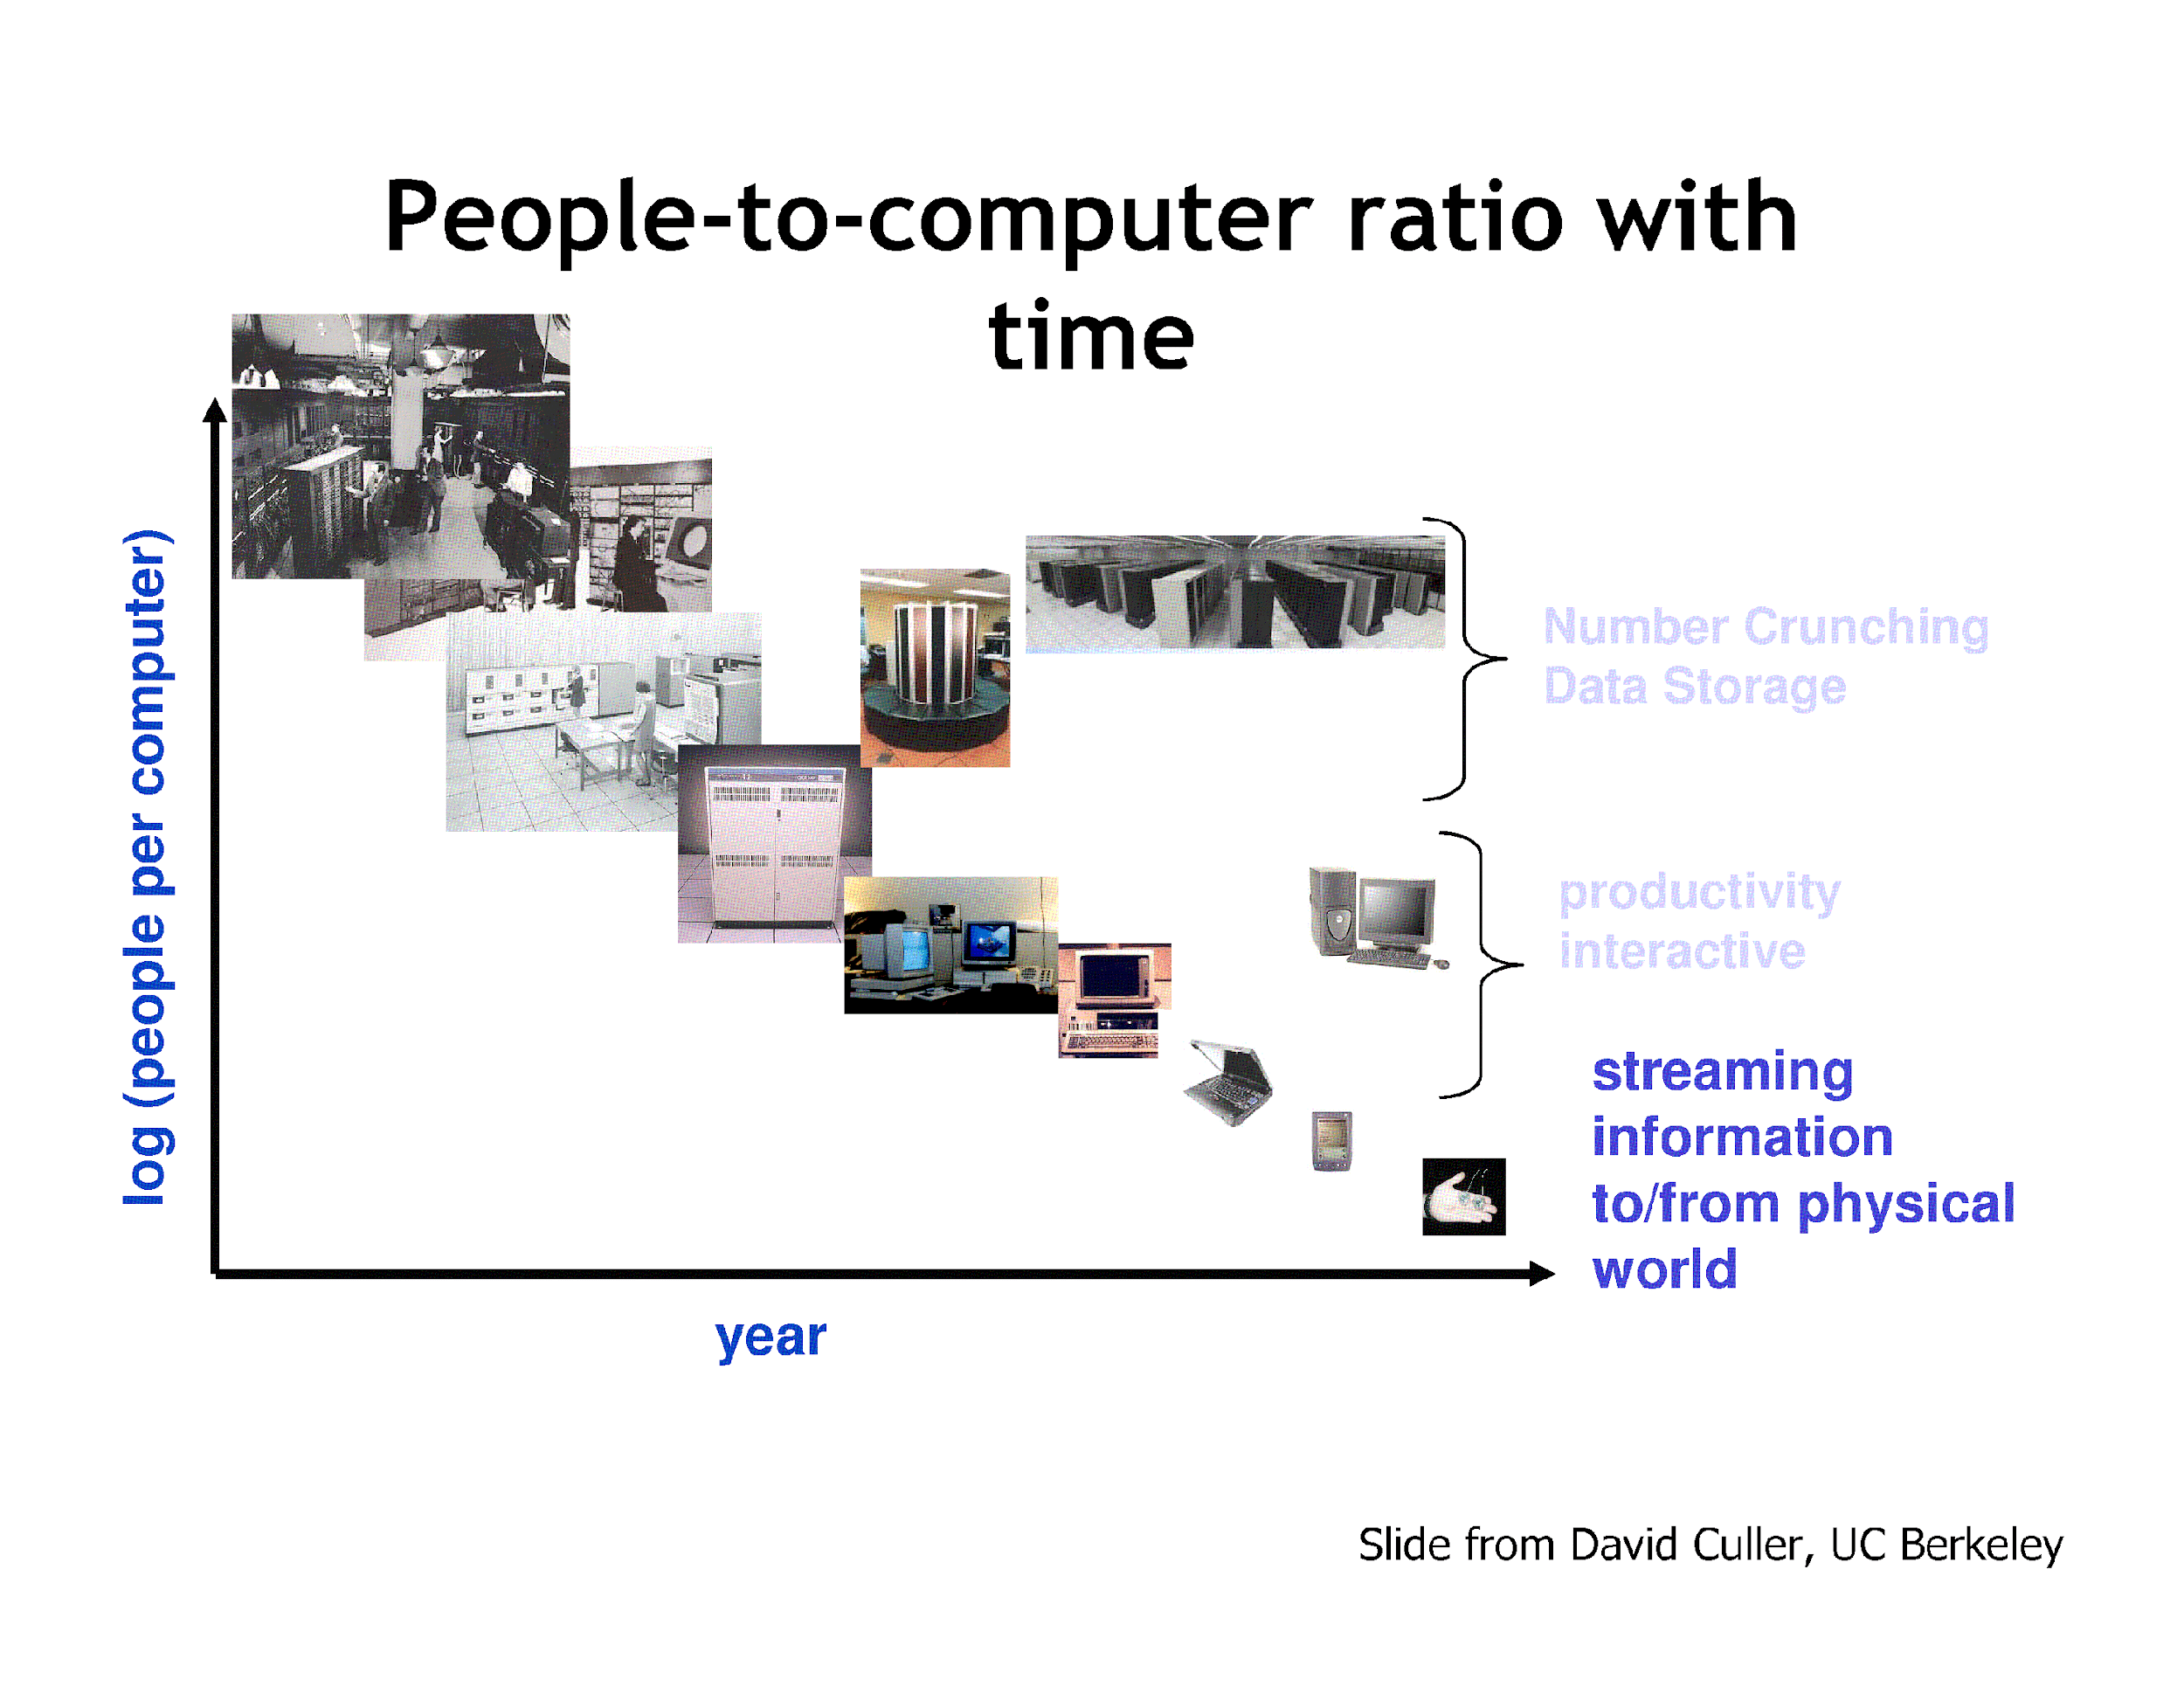 People-to-computer ratio with
time
log (people per computer)
Number Crunching
Data Storage
productivity
interactive
streaming
information
to/from physical
world
year
Slide from David Culler, UC Berkeley